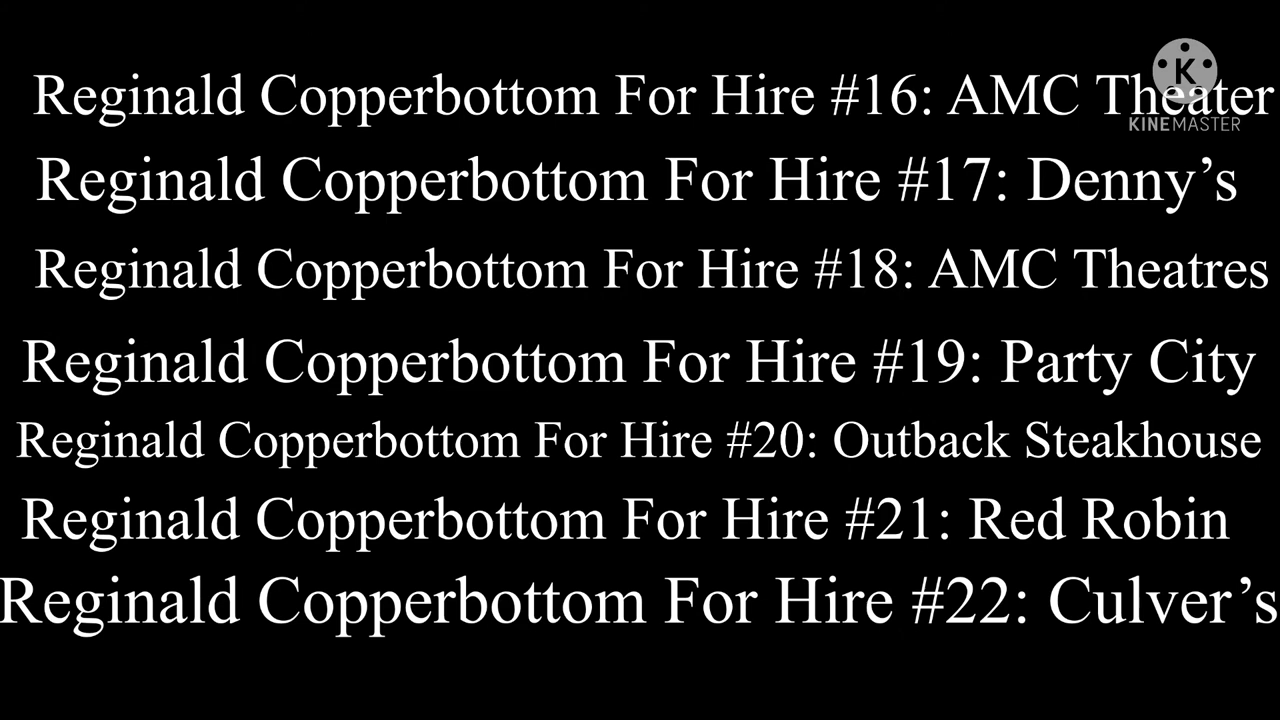 Reginald Copperbottom For Hire #16: AMC Theater
KINEMASTER
Reginald Copperbottom For Hire #17: Denny’s
Reginald Copperbottom For Hire #18: AMC Theatres
Reginald Copperbottom For Hire #19: Party City
Reginald Copperbottom For Hire #20: Outback Steakhouse
Reginald Copperbottom For Hire #21: Red Robin
Reginald Copperbottom For Hire #22: Culver’s